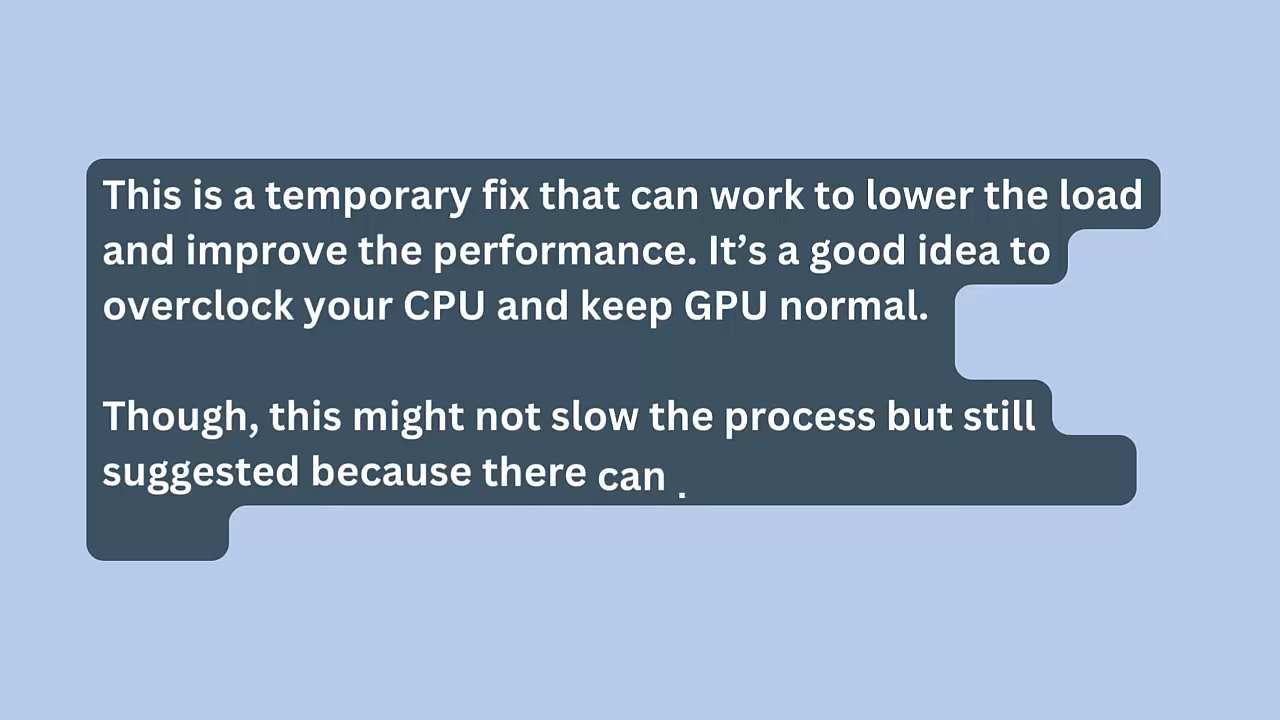 This is a temporary fix that can work to lower the load
and improve the performance. It’s a good idea to
overclock your CPU and keep GPU normal.
Though, this might not slow the process but still
suggested because there can .